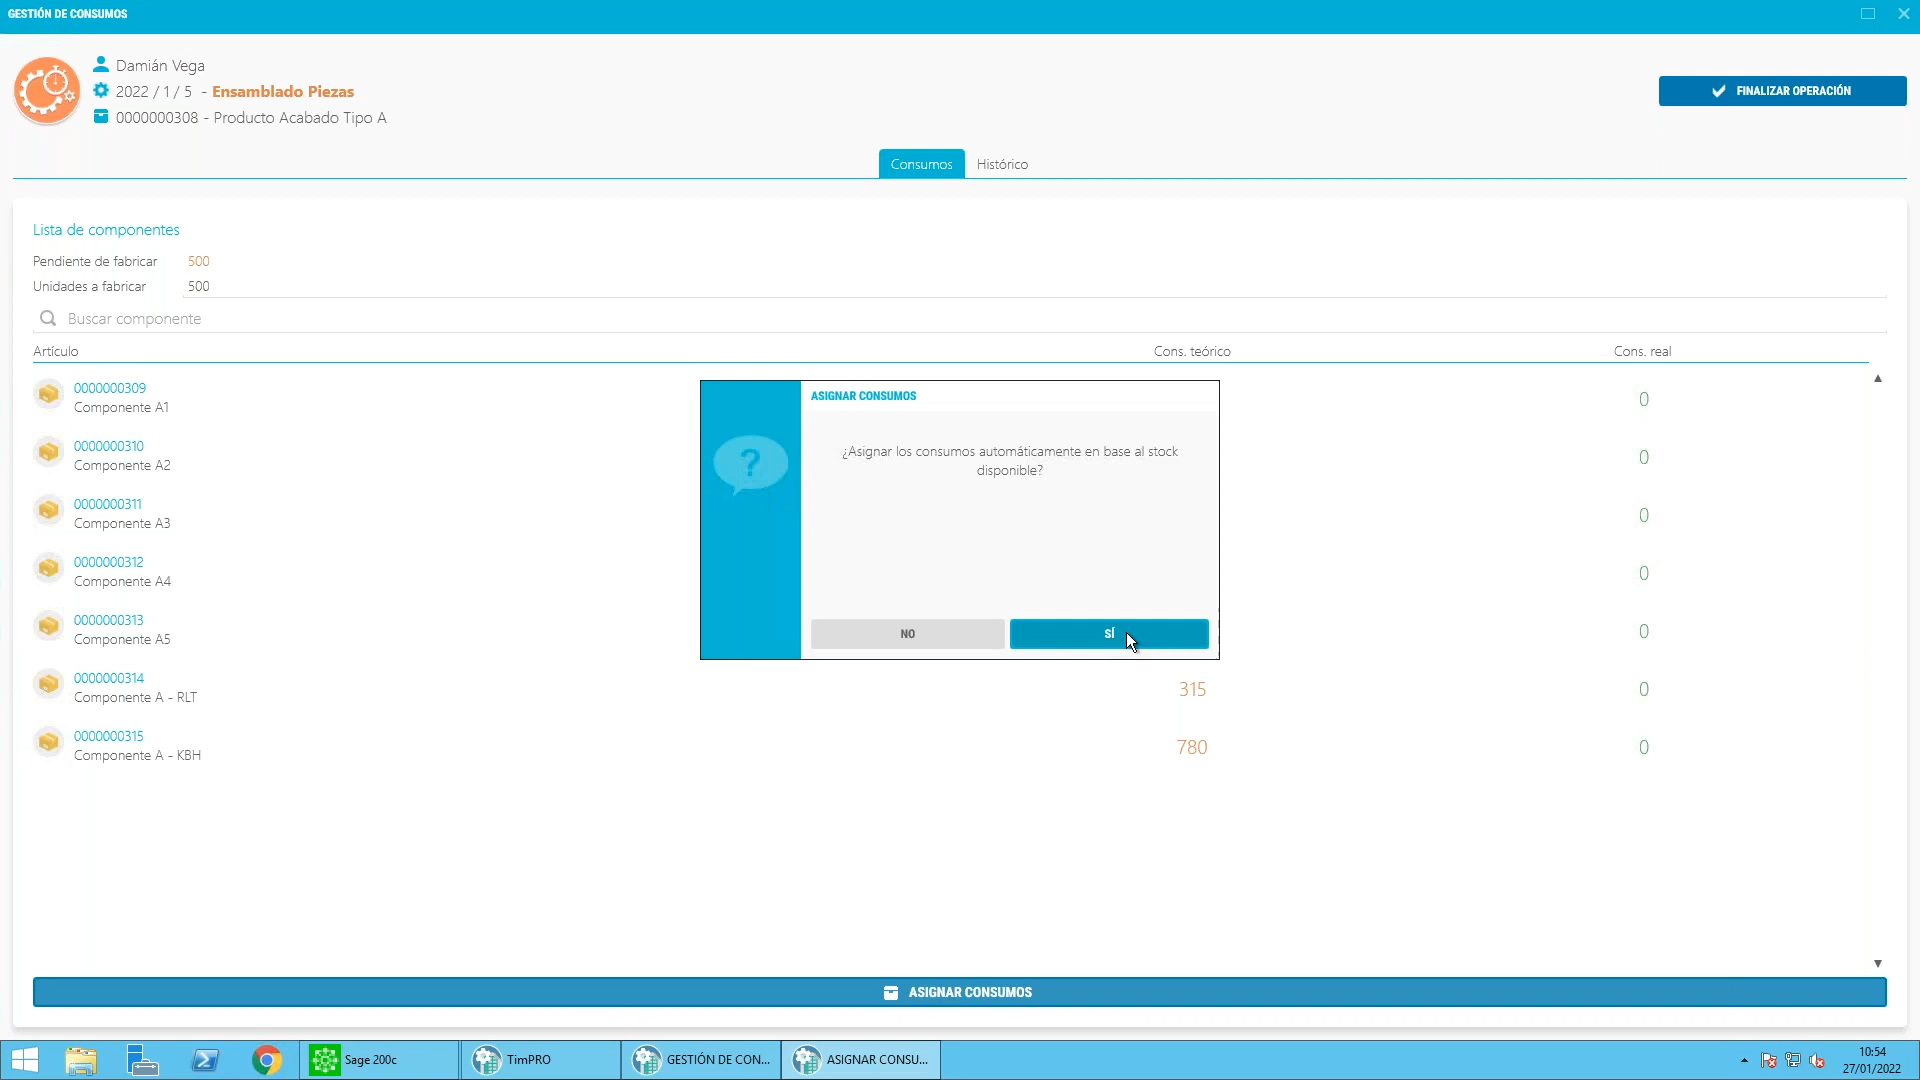 GESTIÓN DE CONSUMOS
Damián Vega
2022 / 1 / 5 - Ensamblado Piezas
0000000308 - Producto Acabado Tipo A
FINALIZAR OPERACIÓN
Consumos
Histórico
Lista de componentes
Pendiente de fabricar 500
Unidades a fabricar 500
Buscar componente
Artículo Cons. teórico Cons. real
0000000309
Componente A1
0
0000000310
Componente A2
0
0000000311
Componente A3
0
0000000312
Componente A4
0
0000000313
Componente A5
0
0000000314
Componente A - RLT
315 0
0000000315
Componente A - KBH
780 0
ASIGNAR CONSUMOS
¿Asignar los consumos automáticamente en base al stock
disponible?
NO
SÍ
ASIGNAR CONSUMOS
Sage 200c
TimPRO
GESTIÓN DE CON...
ASIGNAR CONSU...
10:54
27/01/2022